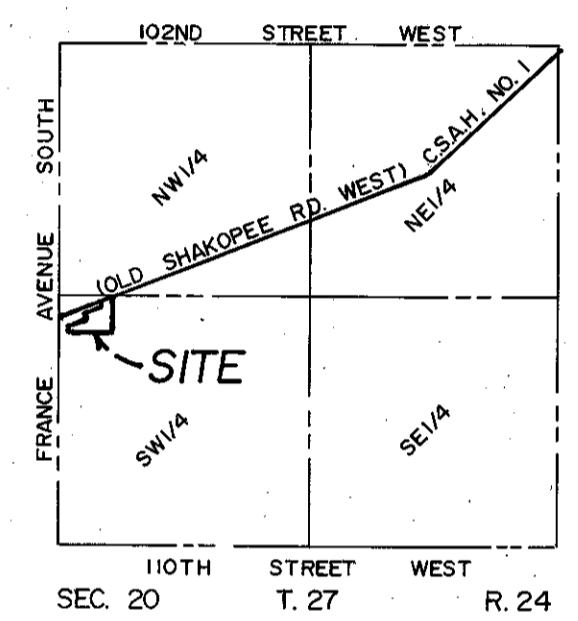 102ND STREET WEST
FRANCE AVENUE SOUTH
NW1/4
NE1/4
(OLD SHAKOPEE RD. WEST) C.S.A.H. NO. 1
SITE
SW1/4
SE1/4
110TH STREET WEST
SEC. 20 T. 27 R. 24